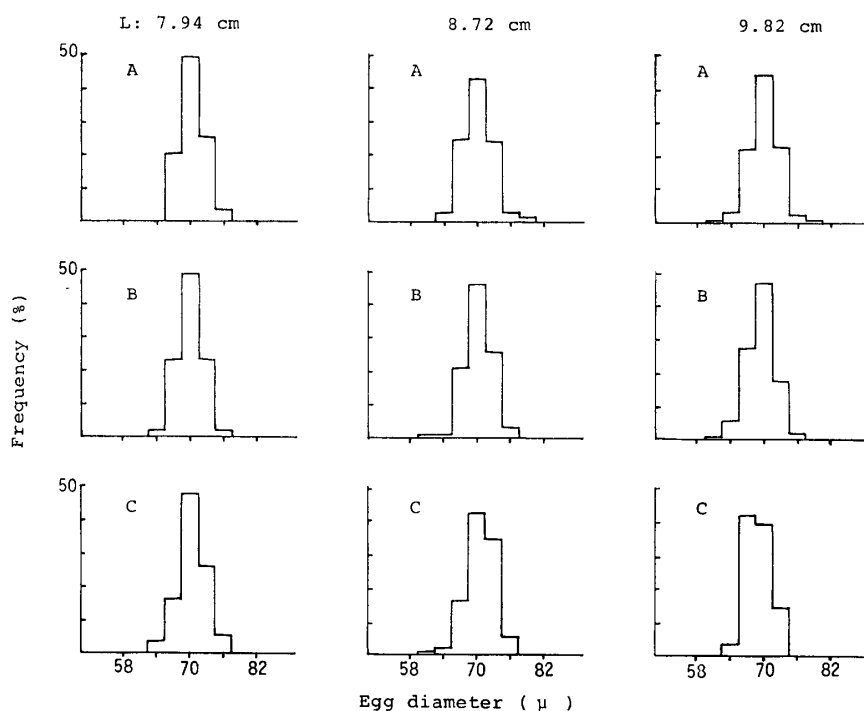 L: 7.94 cm 8.72 cm 9.82 cm
50
A A A
50
B B B
50
C C C
Frequency (%)
58 70 82 58 70 82 58 70 82
Egg diameter ( μ )